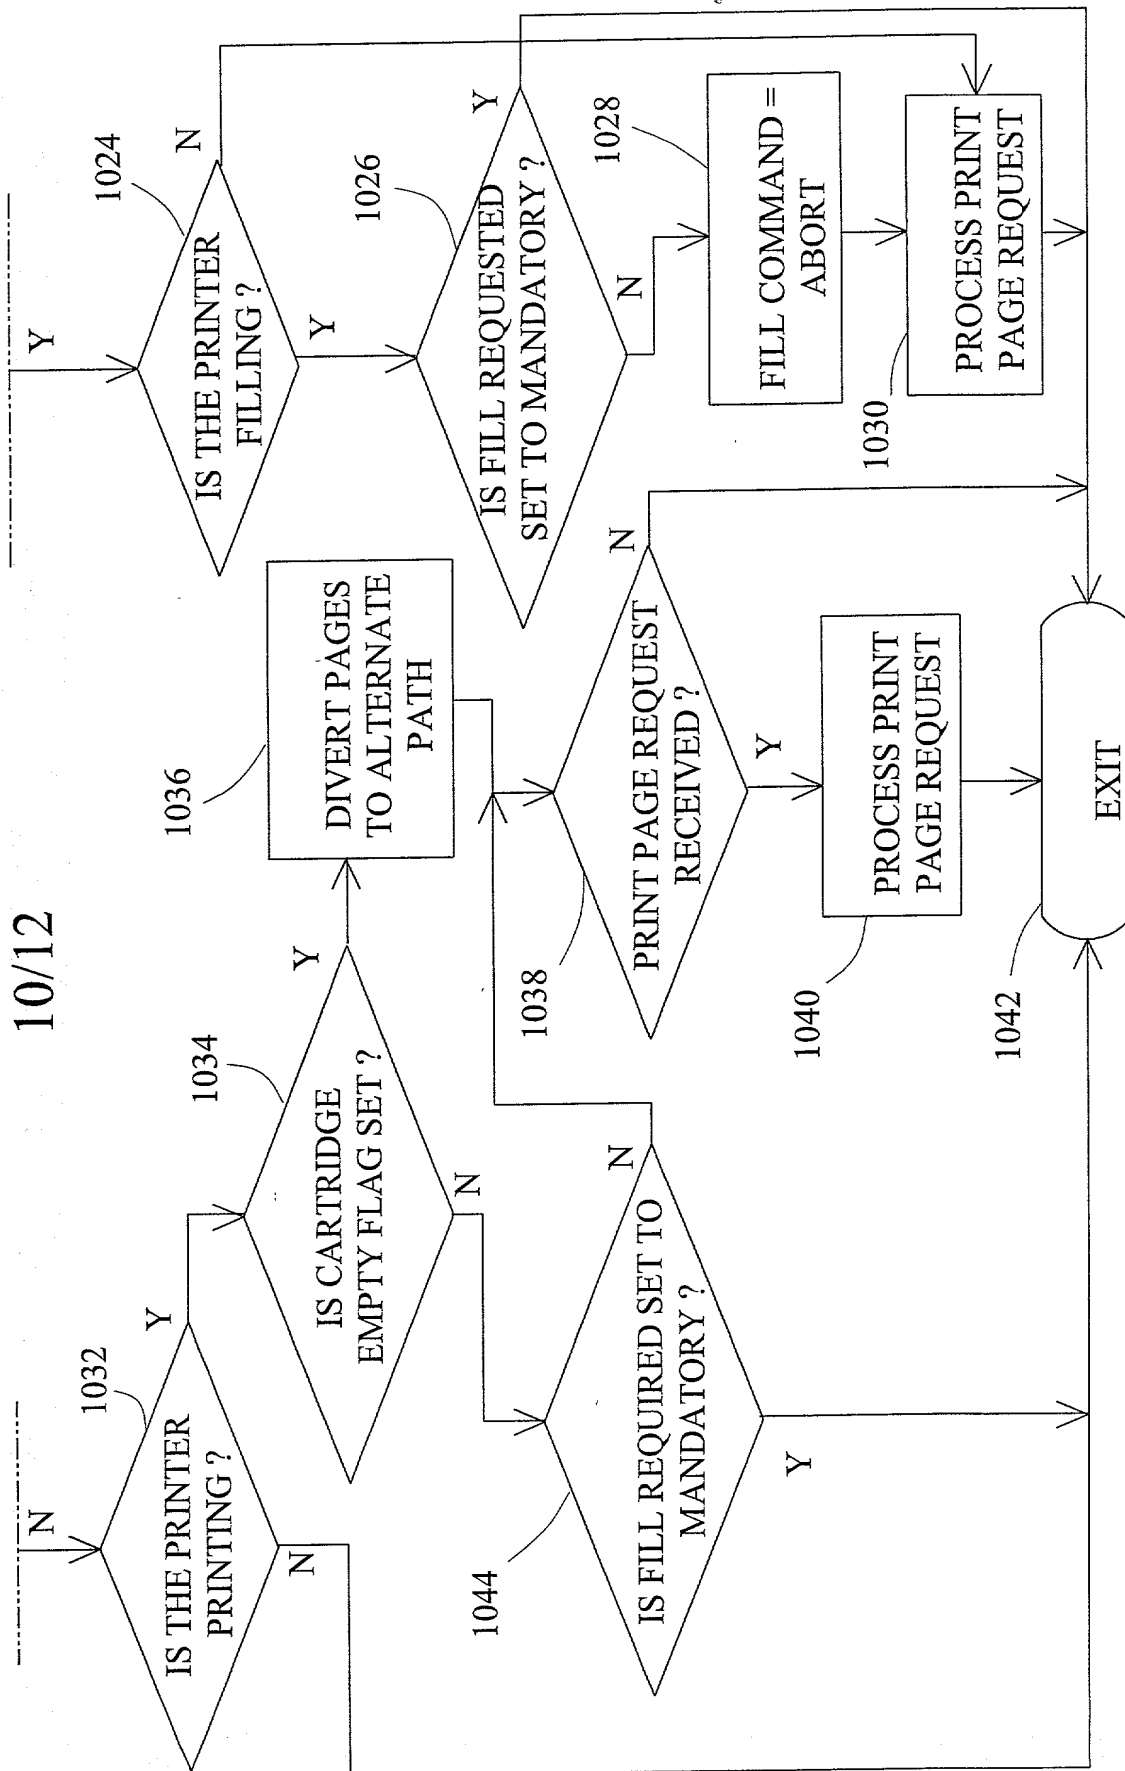 10/12
N
1032
IS THE PRINTER
PRINTING ?
Y
N
1034
IS CARTRIDGE
EMPTY FLAG SET ?
Y
N
1036
DIVERT PAGES
TO ALTERNATE
PATH
1044
IS FILL REQUIRED SET TO
MANDATORY ?
N
Y
1038
PRINT PAGE REQUEST
RECEIVED ?
N
Y
1040
PROCESS PRINT
PAGE REQUEST
1042
EXIT
Y
1024
IS THE PRINTER
FILLING ?
N
Y
1026
IS FILL REQUESTED
SET TO MANDATORY ?
Y
N
1028
FILL COMMAND =
ABORT
1030
PROCESS PRINT
PAGE REQUEST